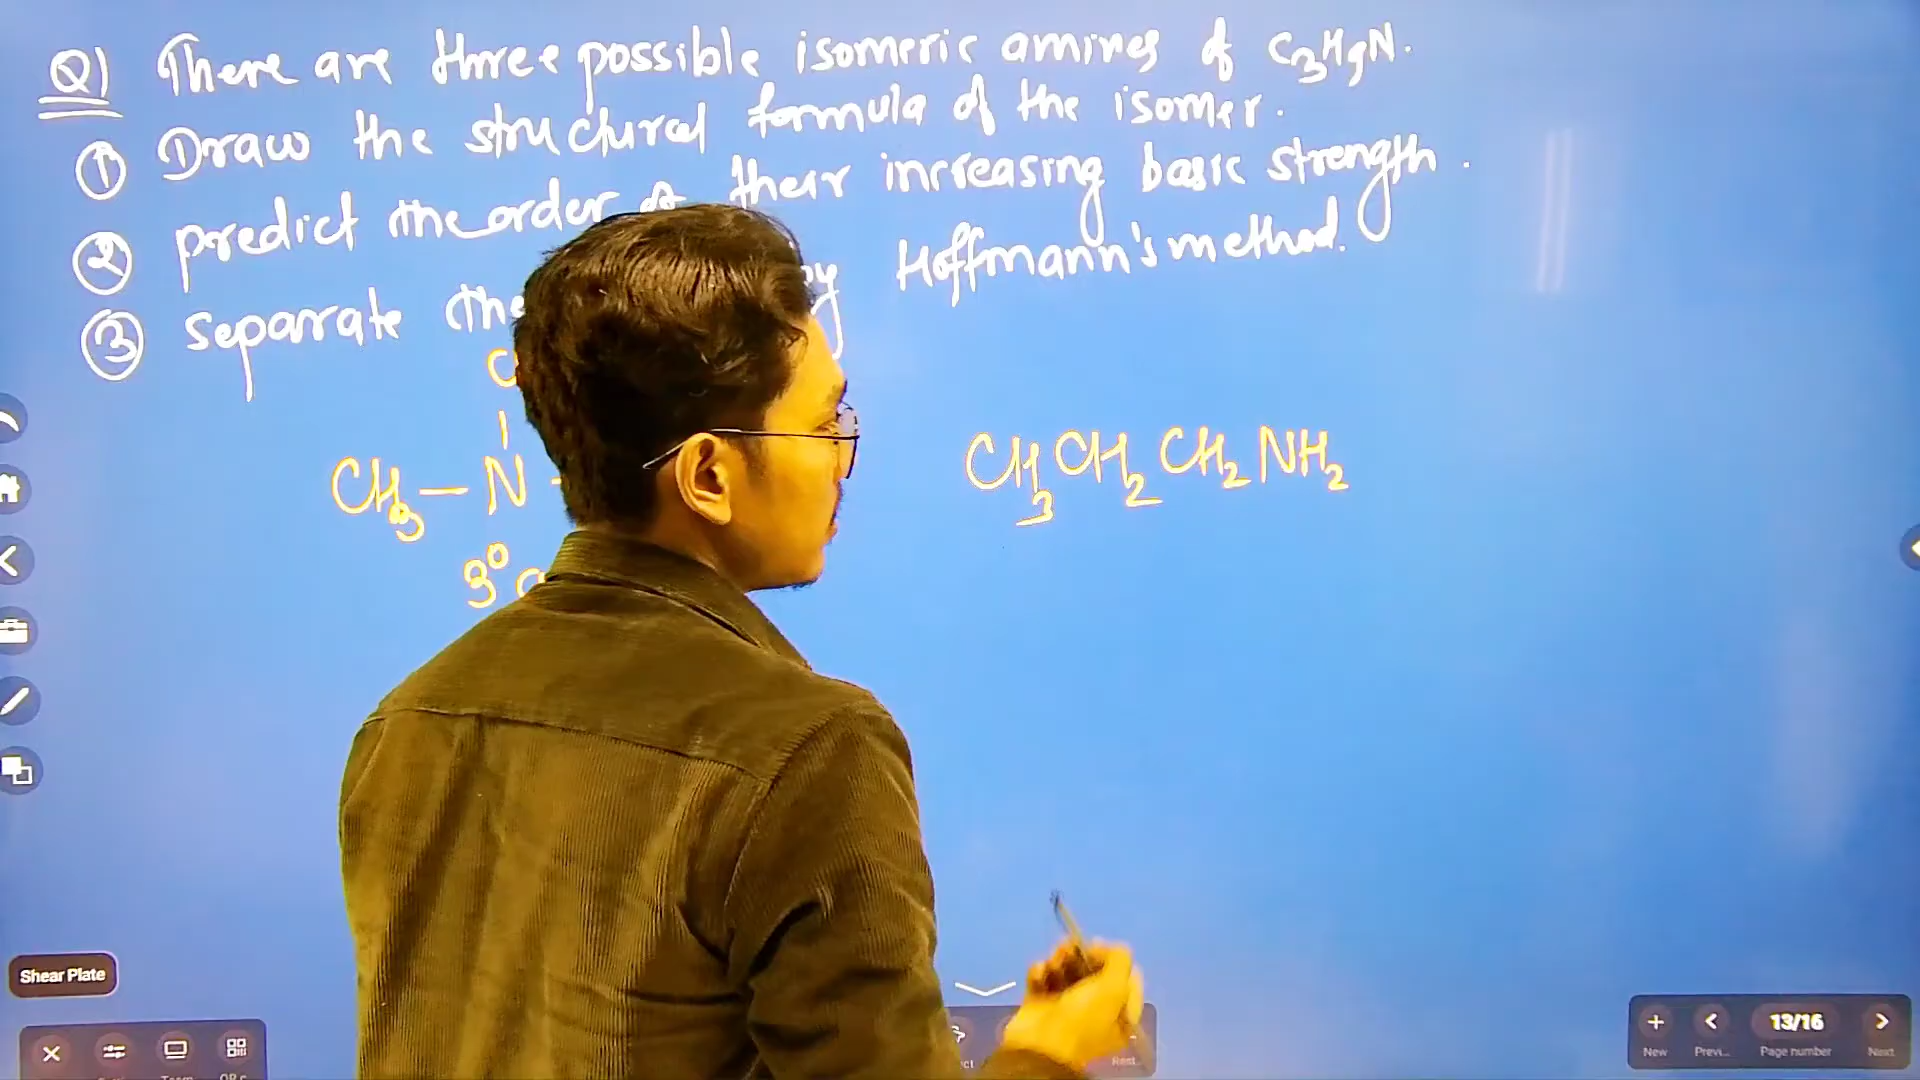 Q) There are three possible isomeric amines of C3H9N.
① Draw the structural formula of the isomer.
② predict the order of their increasing basic strength.
③ separate the by Hoffmann's method.
CH3 - N
CH3CH2CH2NH2
3°
Shear Plate
+ < 13/16 >
New Previ... Page number Next